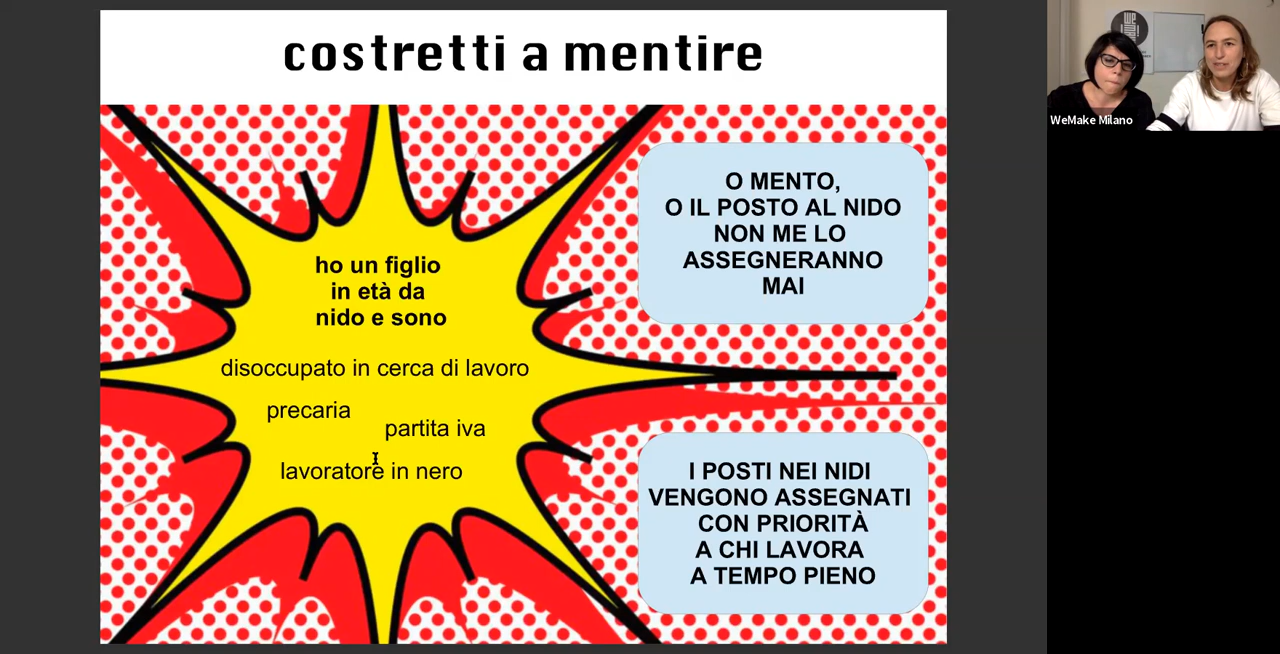 costretti a mentire
ho un figlio
in età da
nido e sono
disoccupato in cerca di lavoro
precaria
partita iva
lavoratore in nero
O MENTO,
O IL POSTO AL NIDO
NON ME LO
ASSEGNERANNO
MAI
I POSTI NEI NIDI
VENGONO ASSEGNATI
CON PRIORITÀ
A CHI LAVORA
A TEMPO PIENO
WeMake Milano